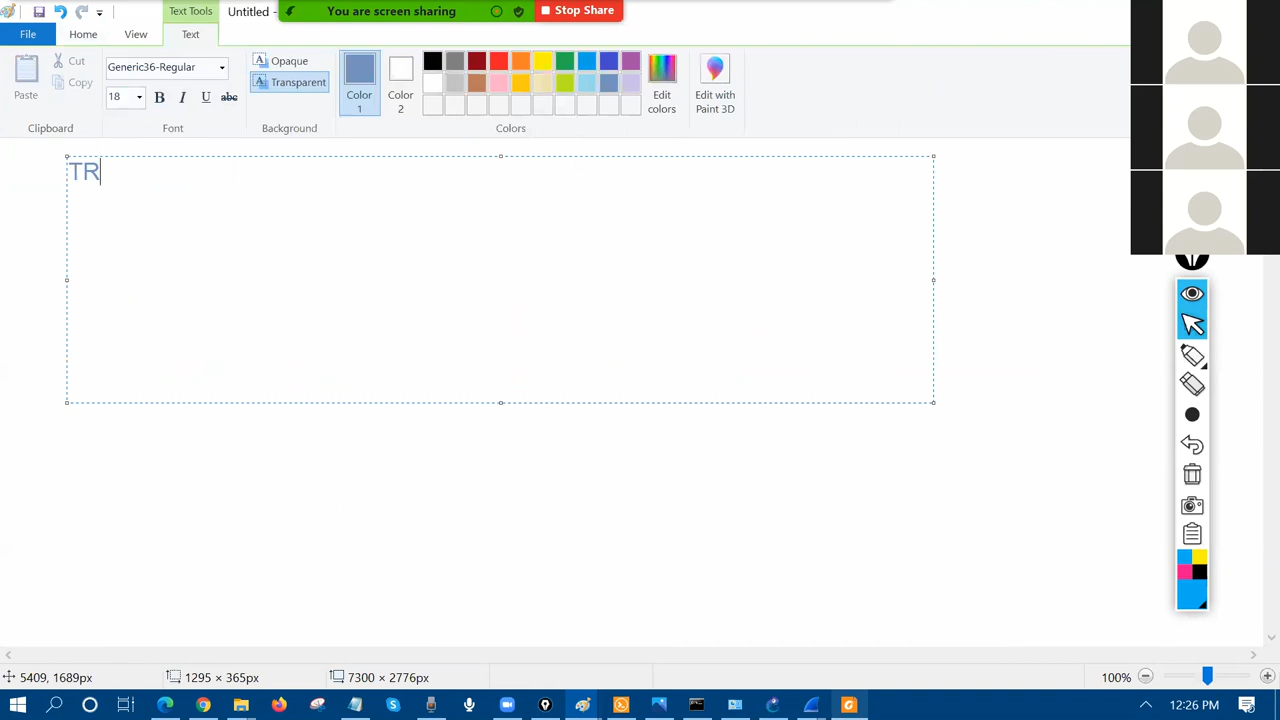 Text Tools
Untitled -
You are screen sharing
Stop Share
File
Home
View
Text
Paste
Cut
Copy
Clipboard
Generic36-Regular
18
B I U abc
Font
Opaque
Transparent
Background
Color 1
Color 2
Edit colors
Colors
Edit with Paint 3D
TR
5409, 1689px
1295 × 365px
7300 × 2776px
100%
12:26 PM